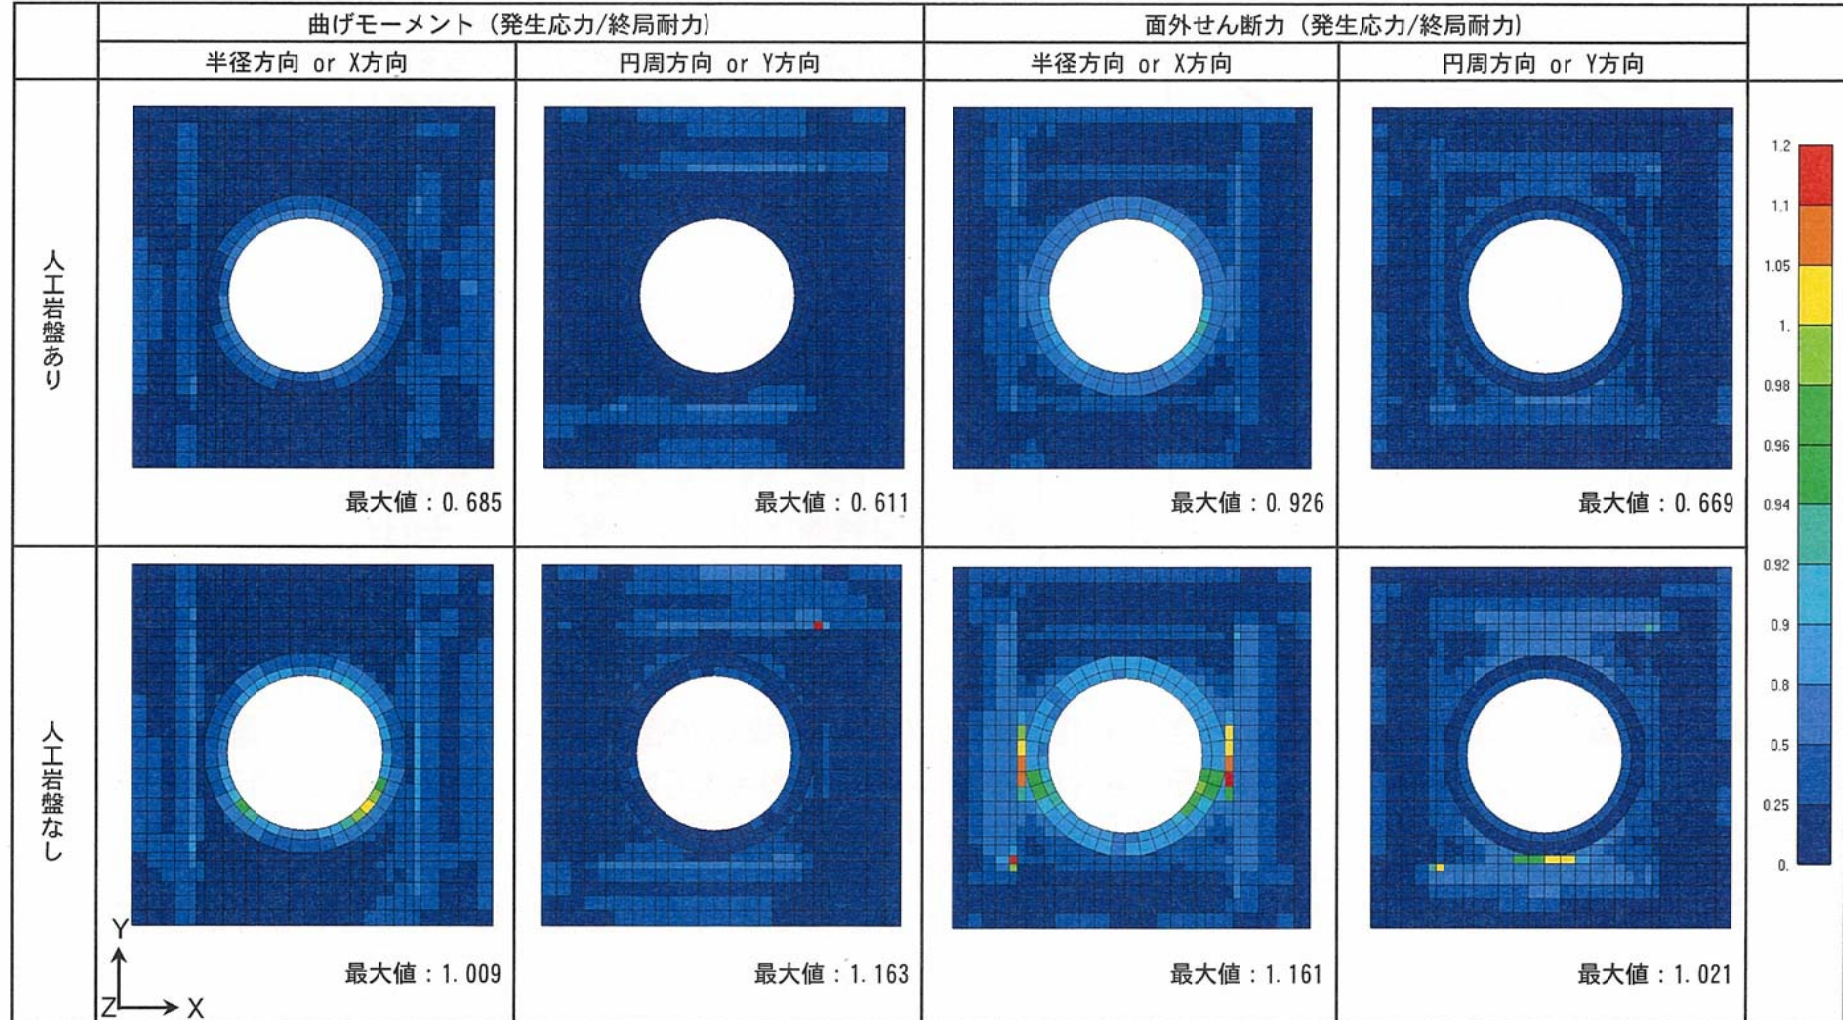 曲げモーメント (発生応力/終局耐力)
面外せん断力 (発生応力/終局耐力)
半径方向 or X方向
円周方向 or Y方向
半径方向 or X方向
円周方向 or Y方向
人工岩盤あり
最大値:0.685
最大値:0.611
最大値:0.926
最大値:0.669
人工岩盤なし
最大値:1.009
最大値:1.163
最大値:1.161
最大値:1.021
Y
Z
X
1.2
1.1
1.05
1.
0.98
0.96
0.94
0.92
0.9
0.8
0.5
0.25
0.